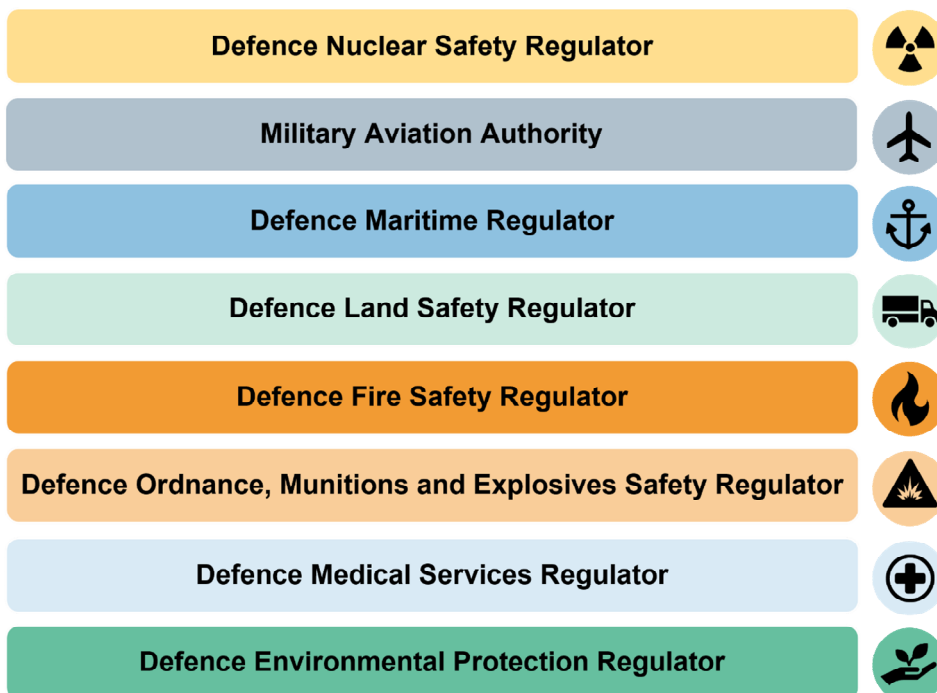 Defence Nuclear Safety Regulator
Military Aviation Authority
Defence Maritime Regulator
Defence Land Safety Regulator
Defence Fire Safety Regulator
Defence Ordnance, Munitions and Explosives Safety Regulator
Defence Medical Services Regulator
Defence Environmental Protection Regulator